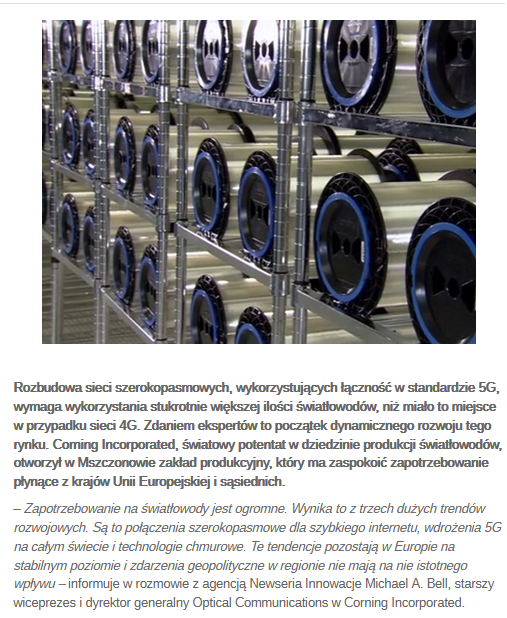 Rozbudowa sieci szerokopasmowych, wykorzystujących łączność w standardzie 5G,
wymaga wykorzystania stukrotnie większej ilości światłowodów, niż miało to miejsce
w przypadku sieci 4G. Zdaniem ekspertów to początek dynamicznego rozwoju tego
rynku. Corning Incorporated, światowy potentat w dziedzinie produkcji światłowodów,
otworzył w Mszczonowie zakład produkcyjny, który ma zaspokoić zapotrzebowanie
płynące z krajów Unii Europejskiej i sąsiednich.
– Zapotrzebowanie na światłowody jest ogromne. Wynika to z trzech dużych trendów
rozwojowych. Są to połączenia szerokopasmowe dla szybkiego internetu, wdrożenia 5G
na całym świecie i technologie chmurowe. Te tendencje pozostają w Europie na
stabilnym poziomie i zdarzenia geopolityczne w regionie nie mają na nie istotnego
wpływu – informuje w rozmowie z agencją Newseria Innowacje Michael A. Bell, starszy
wiceprezes i dyrektor generalny Optical Communications w Corning Incorporated.